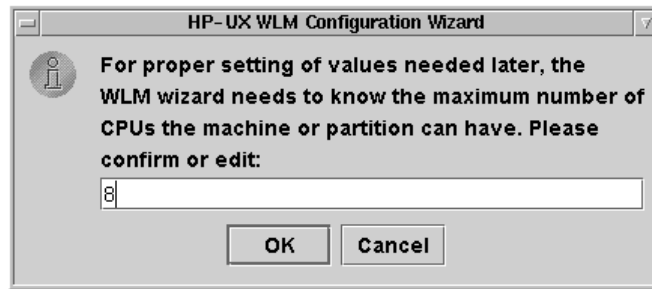 HP-UX WLM Configuration Wizard
For proper setting of values needed later, the
WLM wizard needs to know the maximum number of
CPUs the machine or partition can have. Please
confirm or edit:
8
OK Cancel